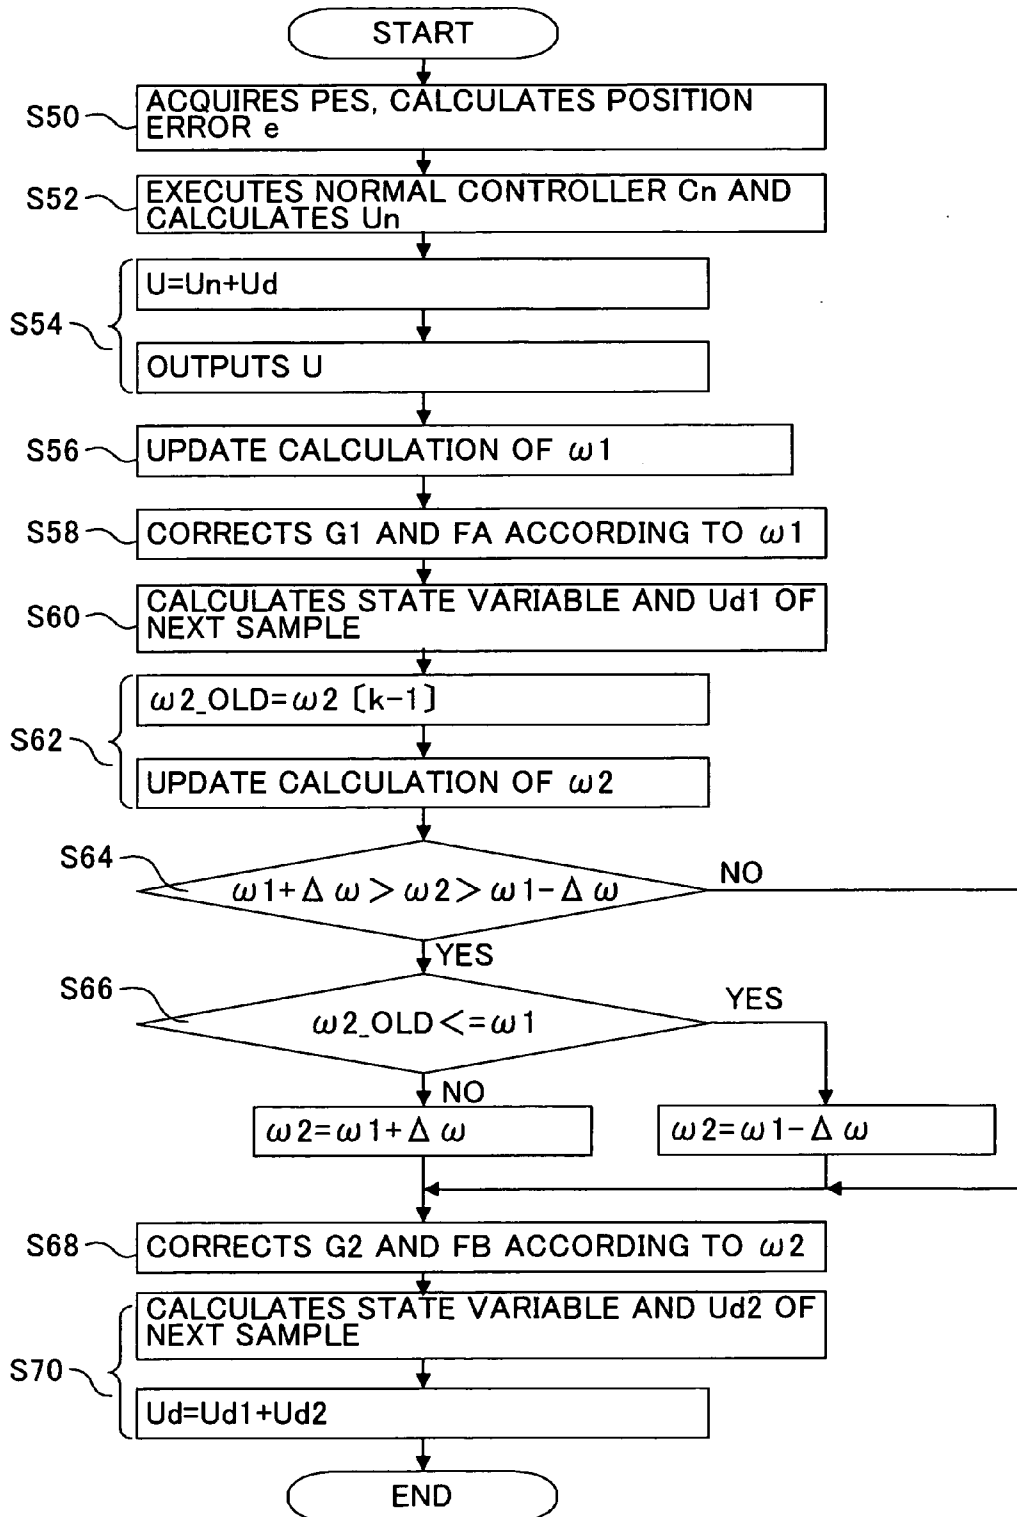 START
S50
ACQUIRES PES, CALCULATES POSITION
ERROR e
S52
EXECUTES NORMAL CONTROLLER Cn AND
CALCULATES Un
S54
U=Un+Ud
OUTPUTS U
S56
UPDATE CALCULATION OF ω1
S58
CORRECTS G1 AND FA ACCORDING TO ω1
S60
CALCULATES STATE VARIABLE AND Ud1 OF
NEXT SAMPLE
S62
ω2_OLD=ω2〔k-1〕
UPDATE CALCULATION OF ω2
S64
ω1+Δω>ω2>ω1-Δω
NO
YES
S66
ω2_OLD<=ω1
YES
NO
ω2=ω1+Δω
ω2=ω1-Δω
S68
CORRECTS G2 AND FB ACCORDING TO ω2
S70
CALCULATES STATE VARIABLE AND Ud2 OF
NEXT SAMPLE
Ud=Ud1+Ud2
END